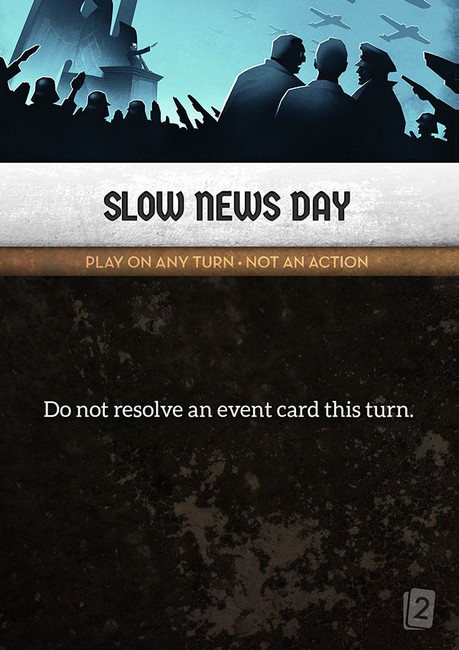 SLOW NEWS DAY
PLAY ON ANY TURN • NOT AN ACTION
Do not resolve an event card this turn.
2